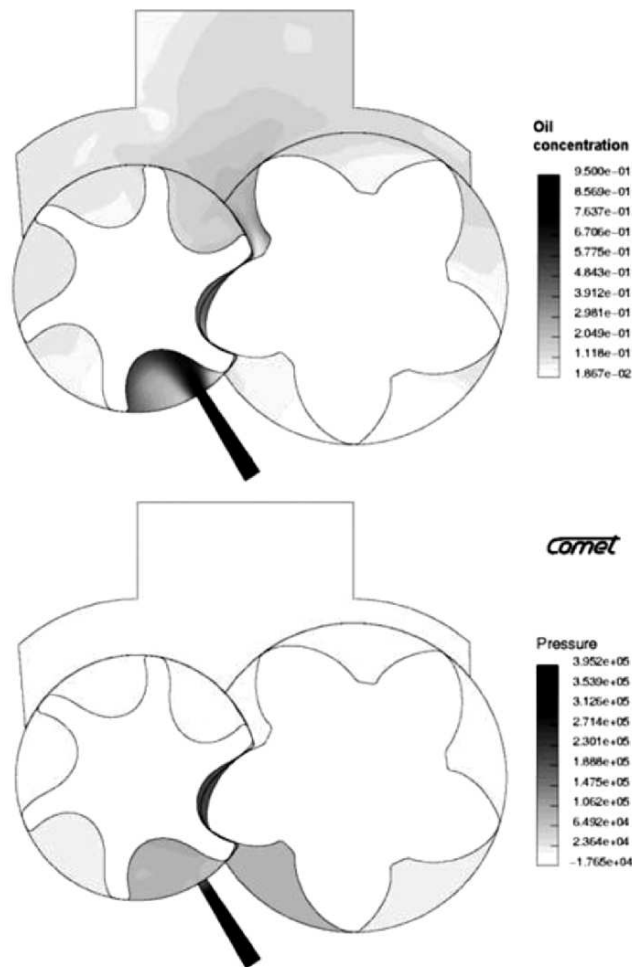 Oil
concentration
9.500e-01
8.569e-01
7.637e-01
6.706e-01
5.775e-01
4.843e-01
3.912e-01
2.981e-01
2.049e-01
1.118e-01
1.867e-02
Comet
Pressure
3.952e+05
3.539e+05
3.126e+05
2.714e+05
2.301e+05
1.888e+05
1.475e+05
1.062e+05
6.492e+04
2.364e+04
-1.765e+04